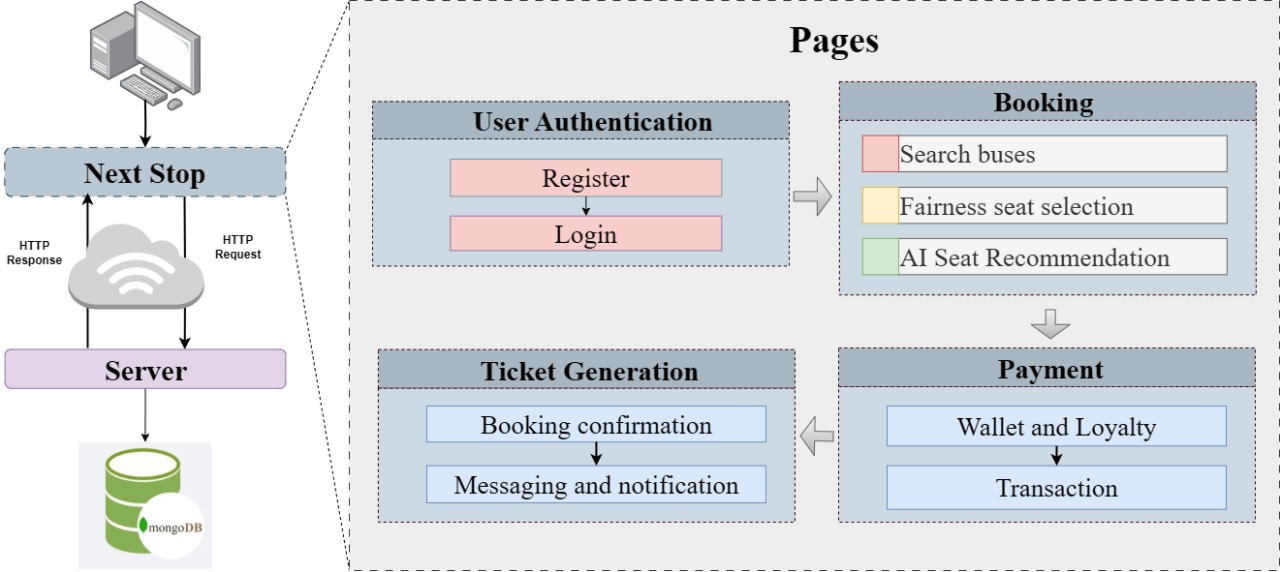 Next Stop
HTTP
Response
HTTP
Request
Server
mongoDB
Pages
User Authentication
Register
Login
Booking
Search buses
Fairness seat selection
AI Seat Recommendation
Payment
Wallet and Loyalty
Transaction
Ticket Generation
Booking confirmation
Messaging and notification